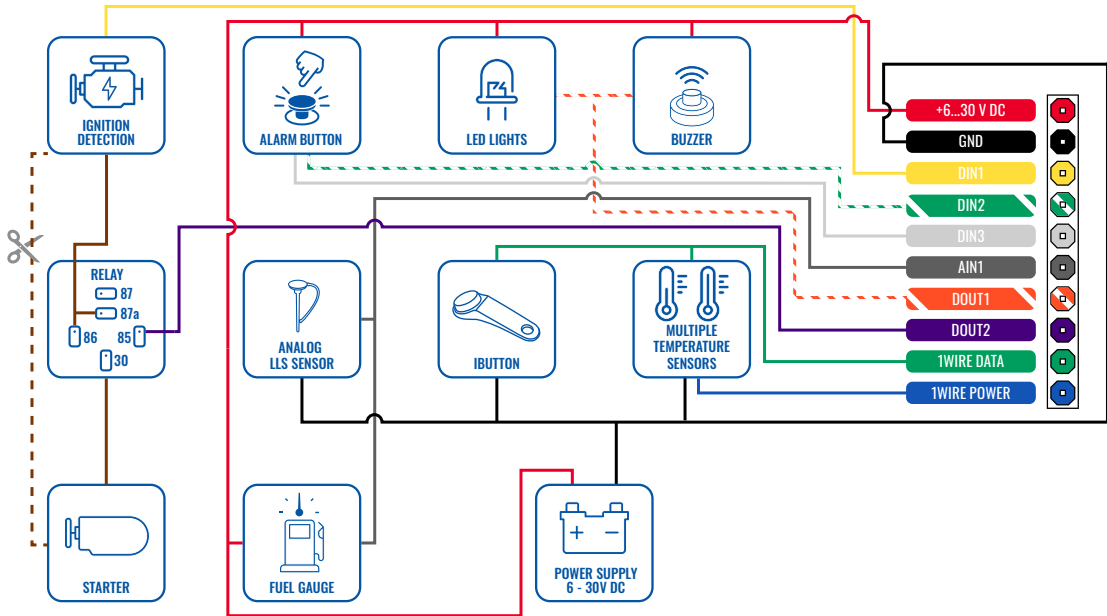 IGNITION
DETECTION
ALARM BUTTON
LED LIGHTS
BUZZER
+6...30 V DC
GND
DIN1
DIN2
DIN3
AIN1
DOUT1
DOUT2
1WIRE DATA
1WIRE POWER
RELAY
87
87a
86
85
30
ANALOG
LLS SENSOR
IBUTTON
MULTIPLE
TEMPERATURE
SENSORS
STARTER
FUEL GAUGE
+ −
POWER SUPPLY
6 - 30V DC